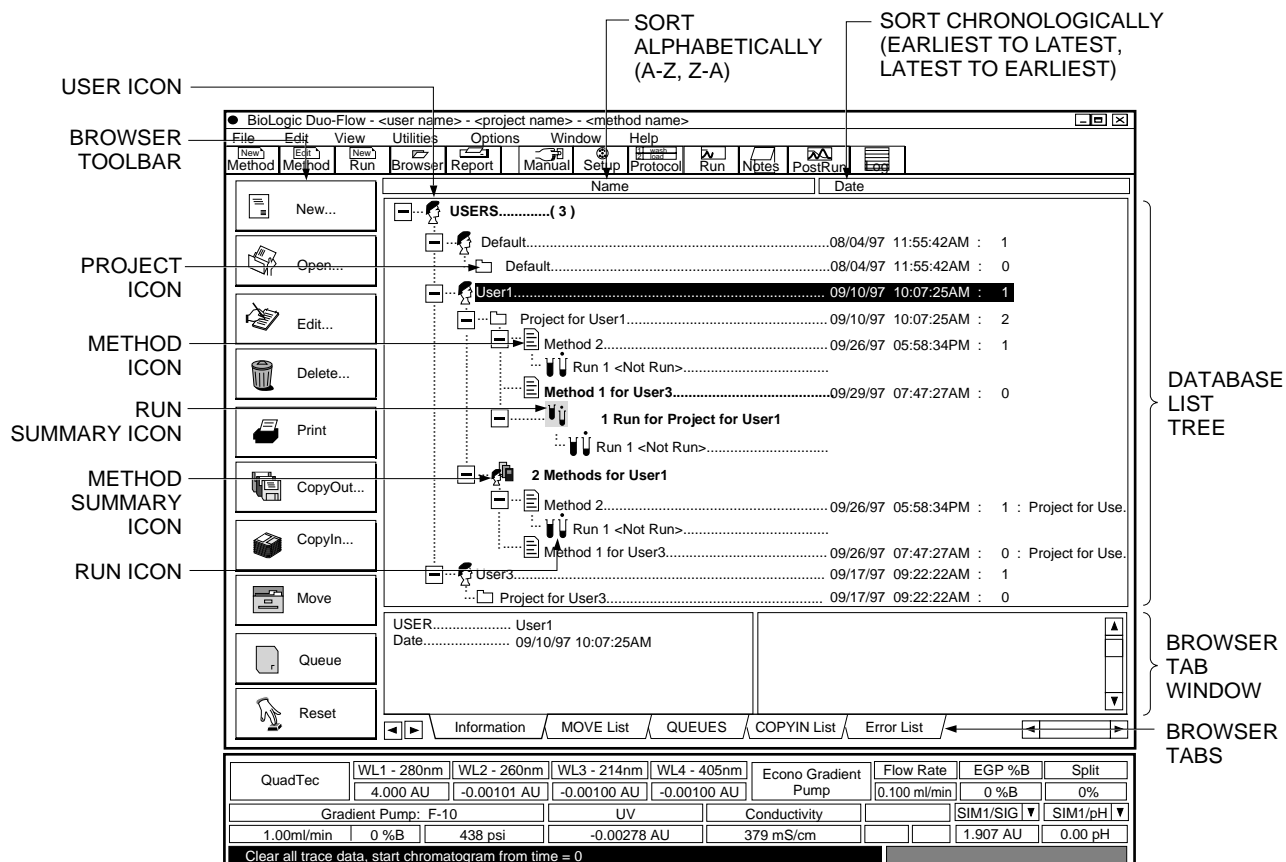 SORT
ALPHABETICALLY
(A-Z, Z-A)
SORT CHRONOLOGICALLY
(EARLIEST TO LATEST,
LATEST TO EARLIEST)
USER ICON
BROWSER
TOOLBAR
PROJECT
ICON
METHOD
ICON
RUN
SUMMARY ICON
METHOD
SUMMARY
ICON
RUN ICON
BioLogic Duo-Flow - <user name> - <project name> - <method name>
File Edit View Utilities Options Window Help
New Edit New 1 wash
2 load
Method Method Run Browser Report Manual Setup Protocol Run Notes PostRun Log
Name Date
New...
Open...
Edit...
Delete...
Print
CopyOut...
CopyIn...
Move
Queue
Reset
USERS.............( 3 )
Default..........08/04/97 11:55:42AM : 1
Default..........08/04/97 11:55:42AM : 0
User1.......... 09/10/97 10:07:25AM : 1
Project for User1.......... 09/10/97 10:07:25AM : 2
Method 2.......... 09/26/97 05:58:34PM : 1
Run 1 <Not Run>..........
Method 1 for User3..........09/29/97 07:47:27AM : 0
1 Run for Project for User1
Run 1 <Not Run>..........
2 Methods for User1
Method 2.......... 09/26/97 05:58:34PM : 1 : Project for Use.
Run 1 <Not Run>..........
Method 1 for User3.......... 09/26/97 07:47:27AM : 0 : Project for Use.
User3.......... 09/17/97 09:22:22AM : 1
Project for User3.......... 09/17/97 09:22:22AM : 0
DATABASE
LIST
TREE
USER.................... User1
Date...................... 09/10/97 10:07:25AM
BROWSER
TAB
WINDOW
Information MOVE List QUEUES COPYIN List Error List
BROWSER
TABS
QuadTec WL1 - 280nm WL2 - 260nm WL3 - 214nm WL4 - 405nm Econo Gradient Pump Flow Rate EGP %B Split
4.000 AU -0.00101 AU -0.00100 AU -0.00100 AU 0.100 ml/min 0 %B 0%
Gradient Pump: F-10 UV Conductivity SIM1/SIG SIM1/pH
1.00ml/min 0 %B 438 psi -0.00278 AU 379 mS/cm 1.907 AU 0.00 pH
Clear all trace data, start chromatogram from time = 0